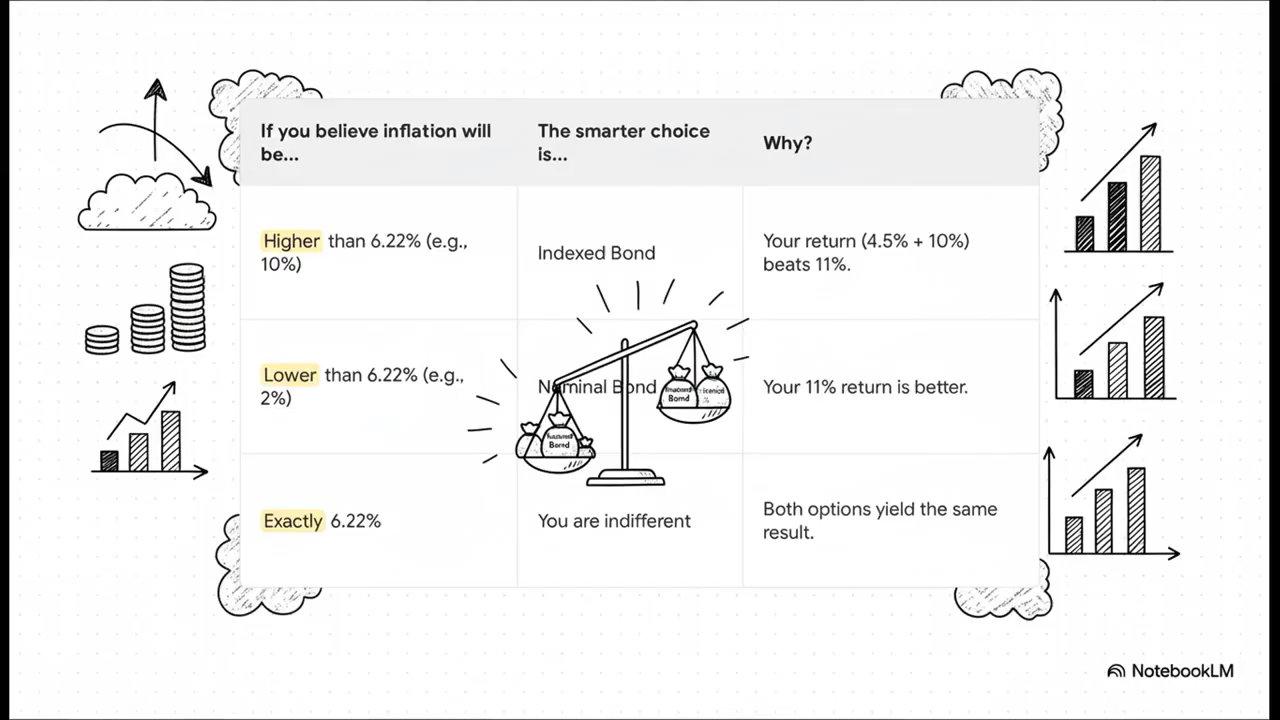 If you believe inflation will
be...
The smarter choice
is...
Why?
Higher than 6.22% (e.g.,
10%)
Indexed Bond
Your return (4.5% + 10%)
beats 11%.
Lower than 6.22% (e.g.,
2%)
Nominal Bond
Your 11% return is better.
Bond
Bond
Exactly 6.22%
You are indifferent
Both options yield the same
result.
NotebookLM